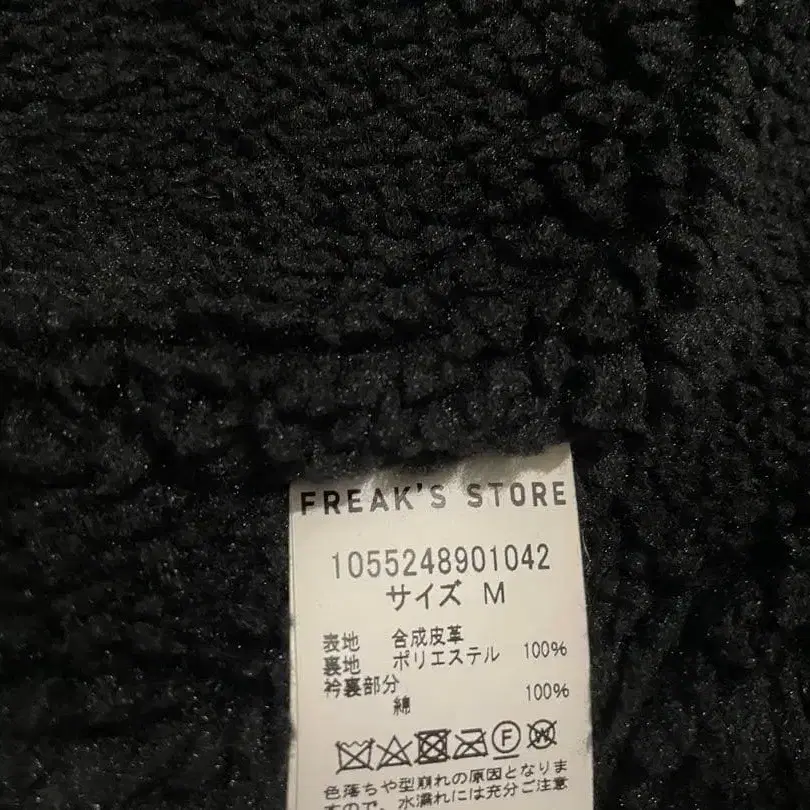 FREAK'S STORE
1055248901042
サイズ M
表地 合成皮革
裏地 ポリエステル 100%
衿裏部分
綿 100%
F W
色落ちや型崩れの原因となりま
すので、水濡れには充分ご注意